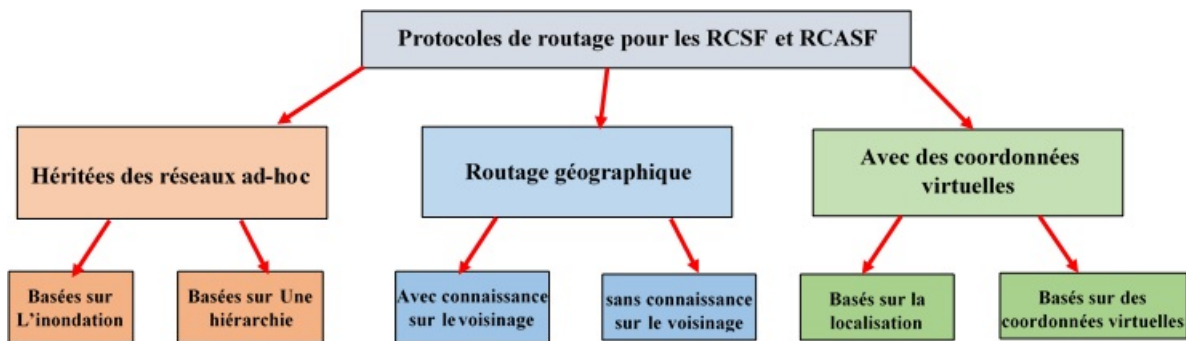 Protocoles de routage pour les RCSF et RCASF
Héritées des réseaux ad-hoc
Routage géographique
Avec des coordonnées
virtuelles
Basées sur
L'inondation
Basées sur Une
hiérarchie
Avec connaissance
sur le voisinage
sans connaissance
sur le voisinage
Basés sur la
localisation
Basés sur des
coordonnées virtuelles